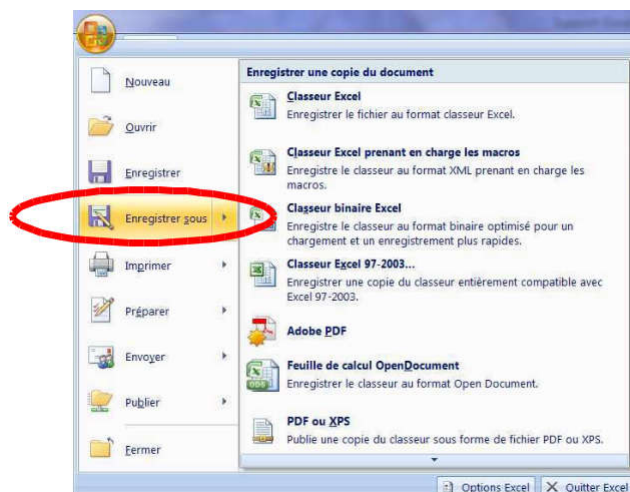 Nouveau
Ouvrir
Enregistrer
Enregistrer sous
Imprimer
Préparer
Envoyer
Publier
Fermer
Enregistrer une copie du document
Classeur Excel
Enregistrer le fichier au format classeur Excel.
Classeur Excel prenant en charge les macros
Enregistre le classeur au format XML prenant en charge les
macros.
Classeur binaire Excel
Enregistre le classeur au format binaire optimisé pour un
chargement et un enregistrement plus rapides.
Classeur Excel 97-2003...
Enregistrer une copie du classeur entièrement compatible avec
Excel 97-2003.
Adobe PDF
Feuille de calcul OpenDocument
Enregistrer le classeur au format Open Document.
PDF ou XPS
Publie une copie du classeur sous forme de fichier PDF ou XPS.
Options Excel
Quitter Excel